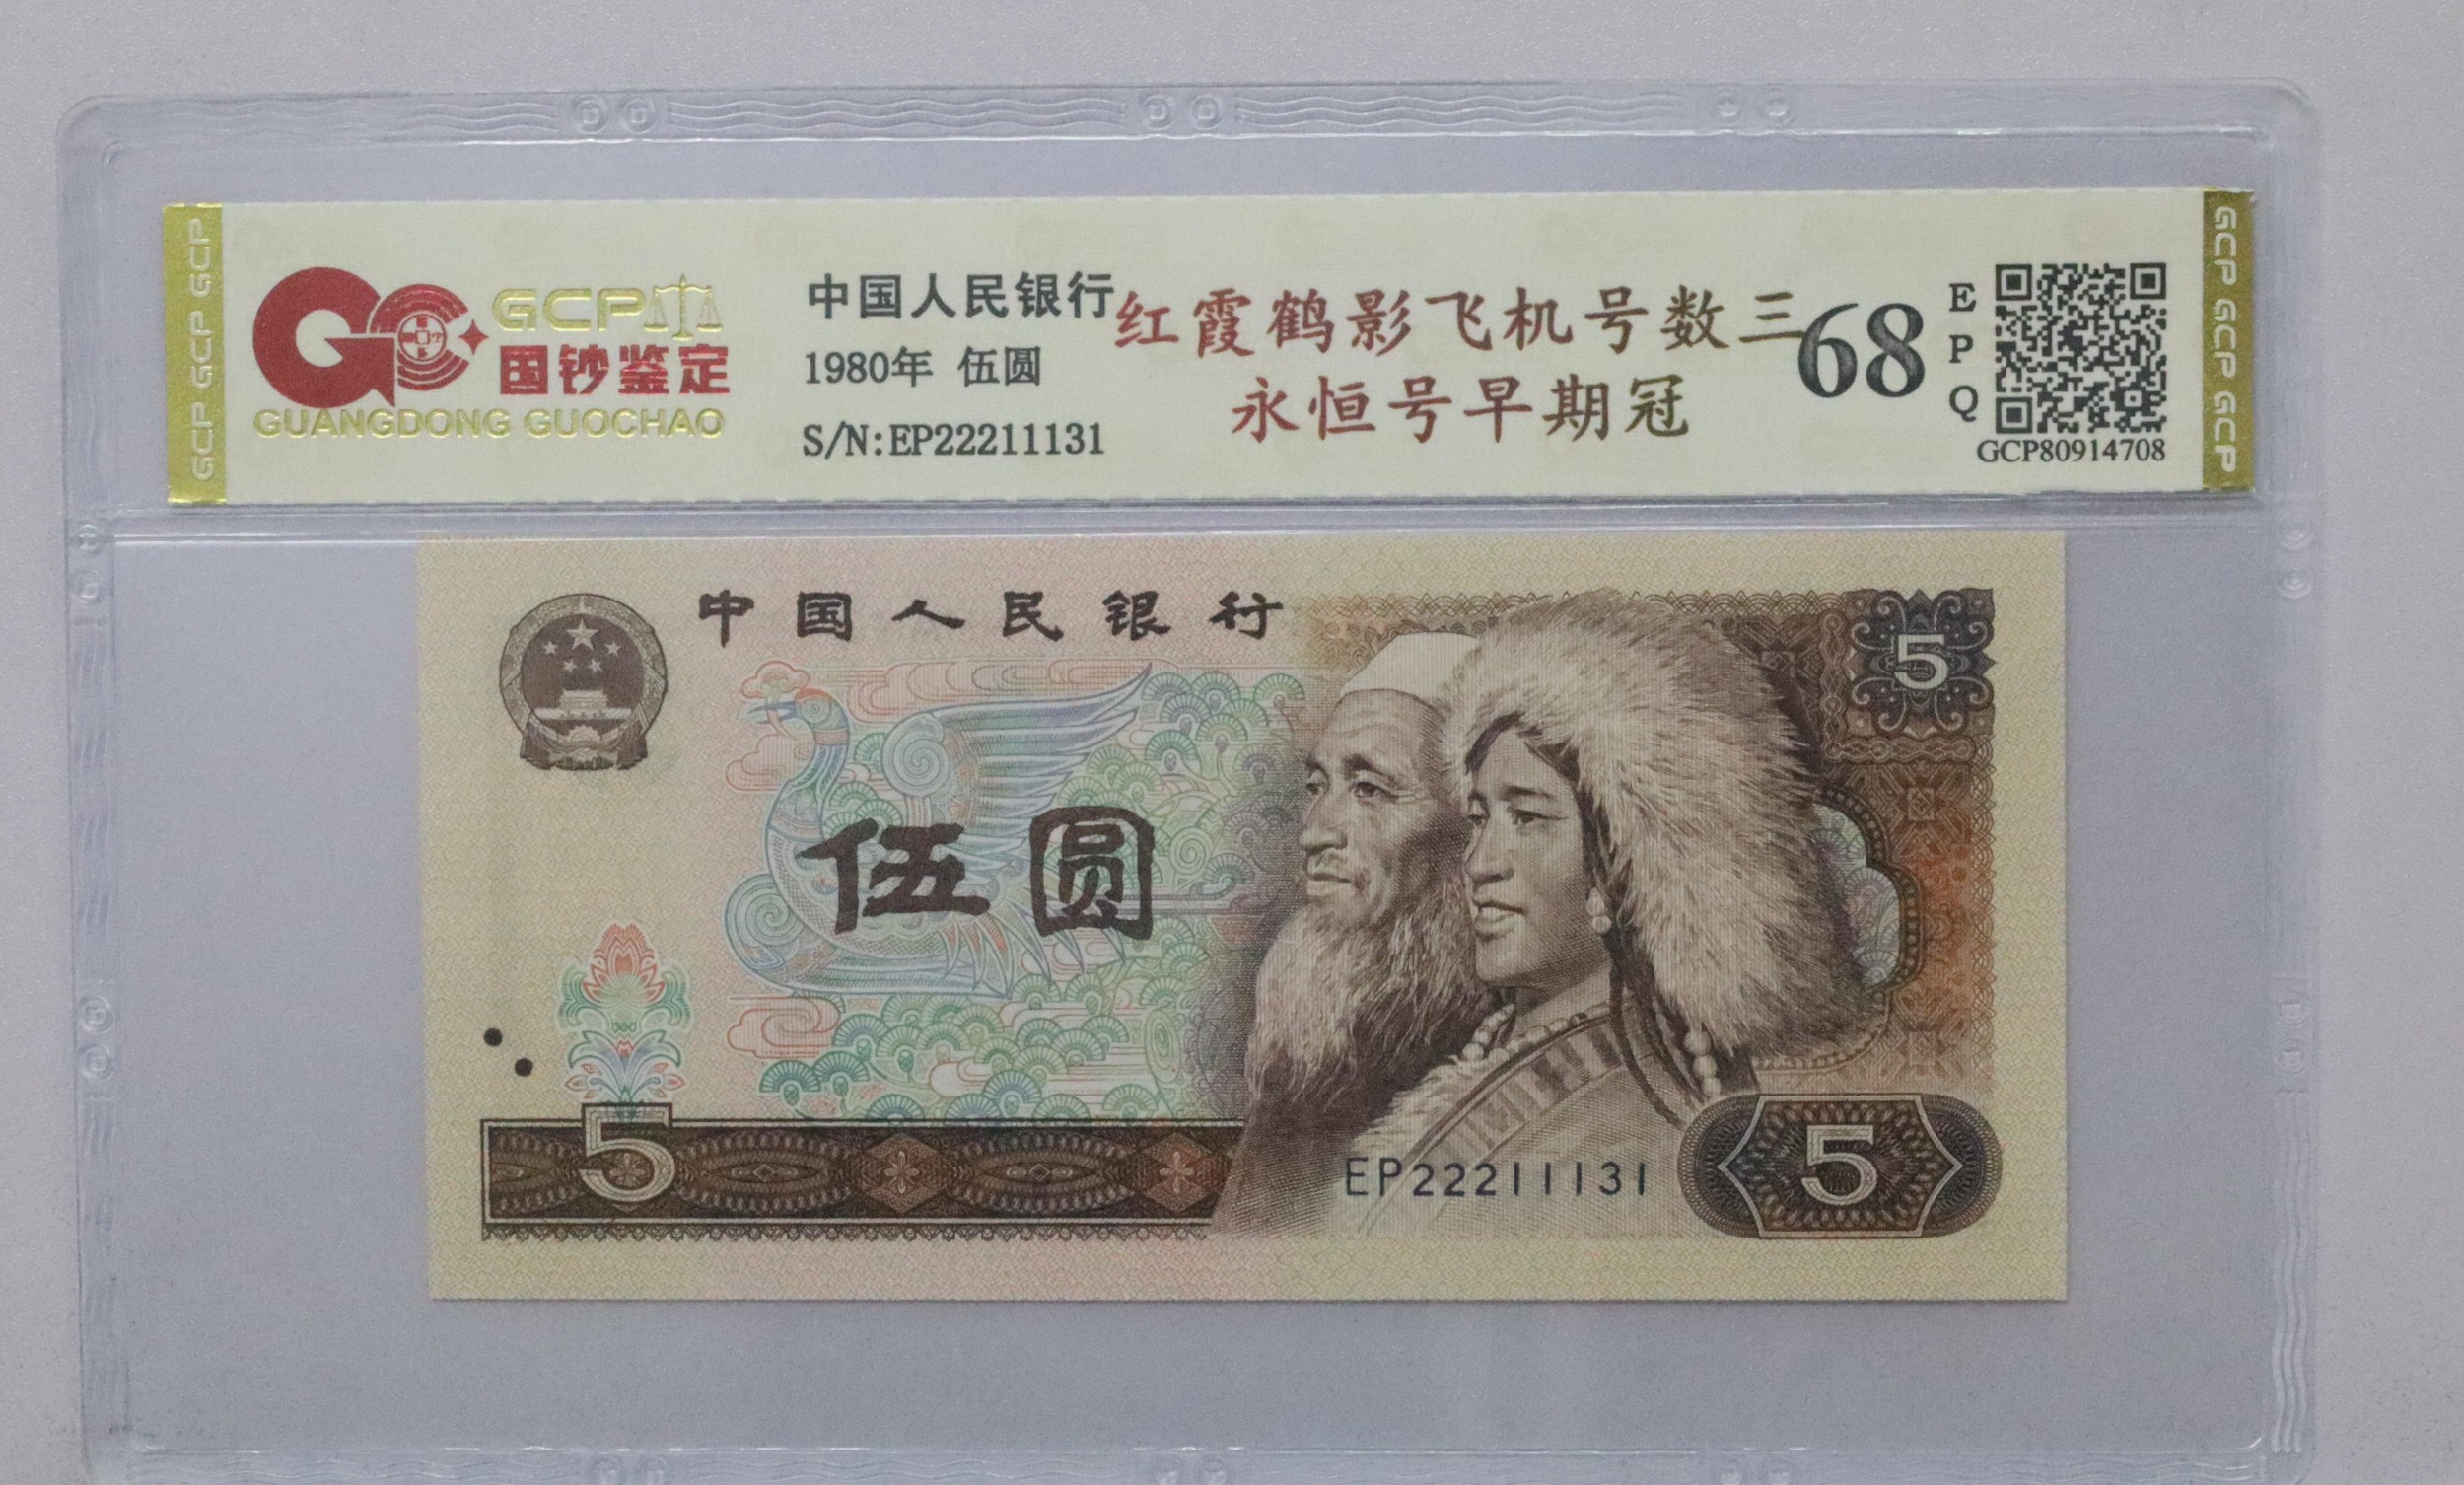 GCP GCP GCP
GCP
国钞鉴定
GUANGDONG GUOCHAO
中国人民银行
1980年 伍圆
S/N:EP22211131
红霞鹤影飞机号数三
永恒号早期冠
68
EPQ
GCP80914708
GCP GCP GCP
中国人民银行
5
伍圆
5
EP22211131
5